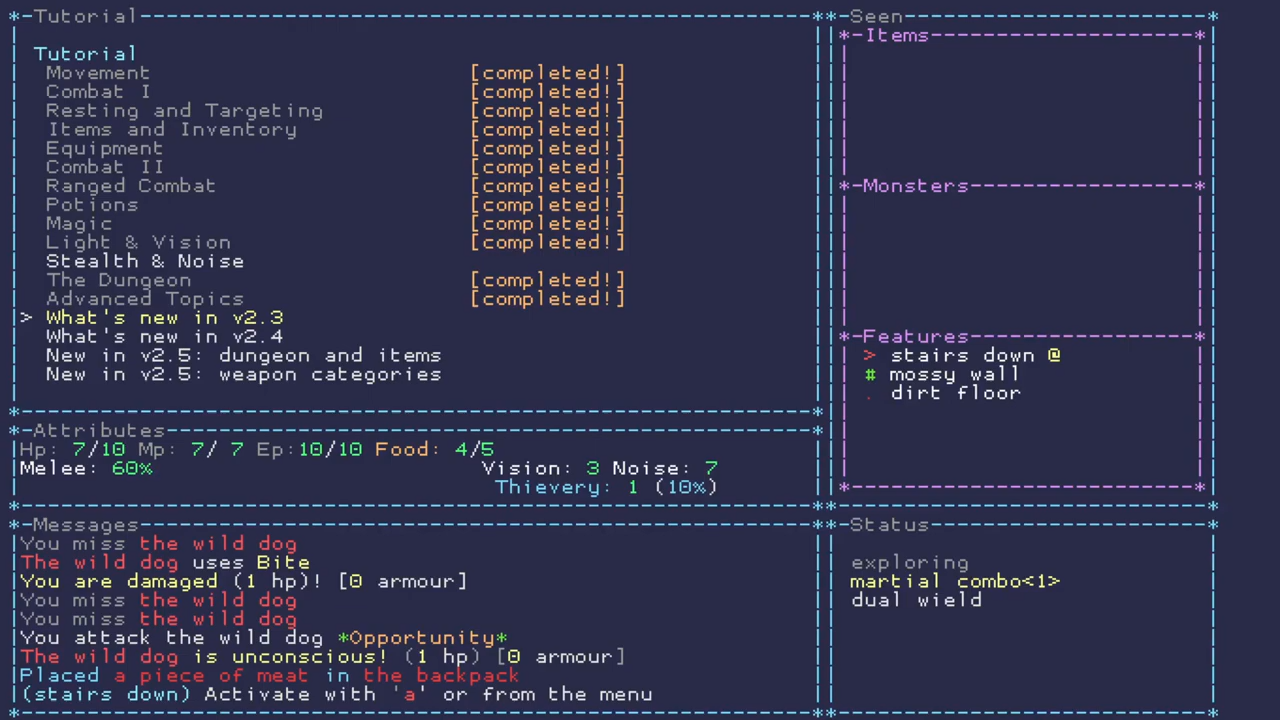 Tutorial
Tutorial
Movement [completed!]
Combat I [completed!]
Resting and Targeting [completed!]
Items and Inventory [completed!]
Equipment [completed!]
Combat II [completed!]
Ranged Combat [completed!]
Potions [completed!]
Magic [completed!]
Light & Vision [completed!]
Stealth & Noise
The Dungeon [completed!]
Advanced Topics [completed!]
> What's new in v2.3
What's new in v2.4
New in v2.5: dungeon and items
New in v2.5: weapon categories
Attributes
Hp: 7/10 Mp: 7/ 7 Ep:10/10 Food: 4/5
Melee: 60% Vision: 3 Noise: 7
Thievery: 1 (10%)
Messages
You miss the wild dog
The wild dog uses Bite
You are damaged (1 hp)! [0 armour]
You miss the wild dog
You miss the wild dog
You attack the wild dog *Opportunity*
The wild dog is unconscious! (1 hp) [0 armour]
Placed a piece of meat in the backpack
(stairs down) Activate with 'a' or from the menu
Seen
Items
Monsters
Features
> stairs down @
# mossy wall
. dirt floor
Status
exploring
martial combo<1>
dual wield